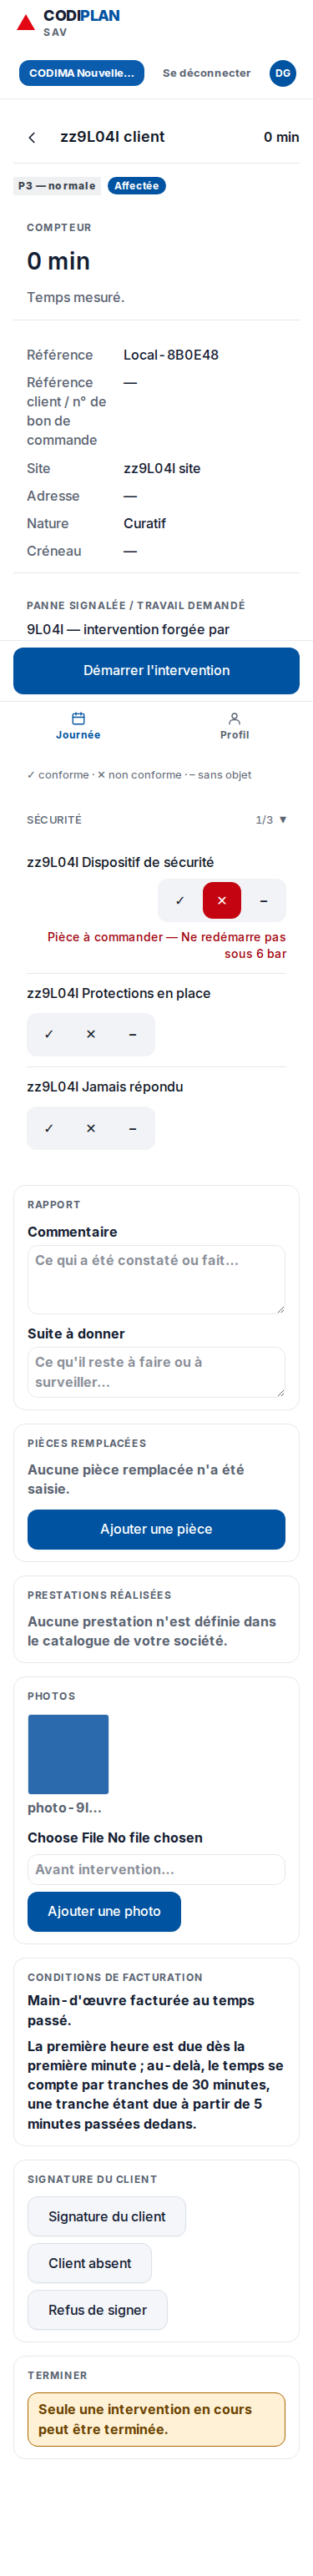 CODIPLAN
SAV
CODIMA Nouvelle...
Se déconnecter
DG
zz9L04I client
0 min
P3 — normale
Affectée
COMPTEUR
0 min
Temps mesuré.
Référence
Local-8B0E48
Référence
client / n° de
bon de
commande
—
Site
zz9L04I site
Adresse
—
Nature
Curatif
Créneau
—
PANNE SIGNALÉE / TRAVAIL DEMANDÉ
9L04I — intervention forgée par
Démarrer l'intervention
Journée
Profil
✓ conforme · ✕ non conforme · – sans objet
SÉCURITÉ
1/3 ▼
zz9L04I Dispositif de sécurité
✓ ✕ –
Pièce à commander — Ne redémarre pas
sous 6 bar
zz9L04I Protections en place
✓ ✕ –
zz9L04I Jamais répondu
✓ ✕ –
RAPPORT
Commentaire
Ce qui a été constaté ou fait...
Suite à donner
Ce qu'il reste à faire ou à
surveiller...
PIÈCES REMPLACÉES
Aucune pièce remplacée n'a été
saisie.
Ajouter une pièce
PRESTATIONS RÉALISÉES
Aucune prestation n'est définie dans
le catalogue de votre société.
PHOTOS
photo-9l...
Choose File No file chosen
Avant intervention...
Ajouter une photo
CONDITIONS DE FACTURATION
Main-d'œuvre facturée au temps
passé.
La première heure est due dès la
première minute ; au-delà, le temps se
compte par tranches de 30 minutes,
une tranche étant due à partir de 5
minutes passées dedans.
SIGNATURE DU CLIENT
Signature du client
Client absent
Refus de signer
TERMINER
Seule une intervention en cours
peut être terminée.